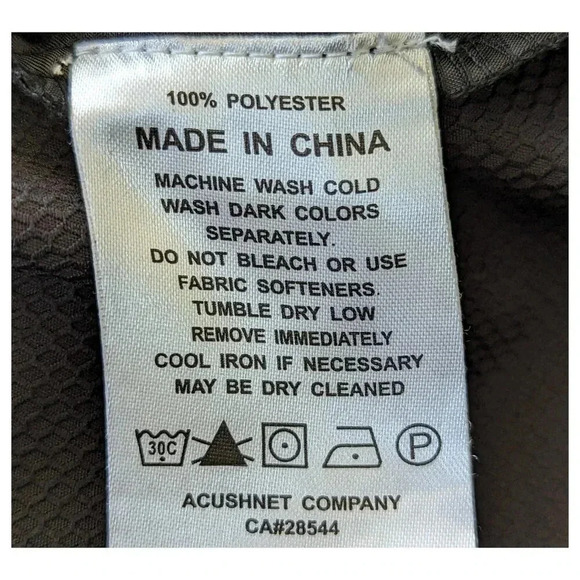 100% POLYESTER
MADE IN CHINA
MACHINE WASH COLD
WASH DARK COLORS
SEPARATELY.
DO NOT BLEACH OR USE
FABRIC SOFTENERS.
TUMBLE DRY LOW
REMOVE IMMEDIATELY
COOL IRON IF NECESSARY
MAY BE DRY CLEANED
30C P
ACUSHNET COMPANY
CA#28544